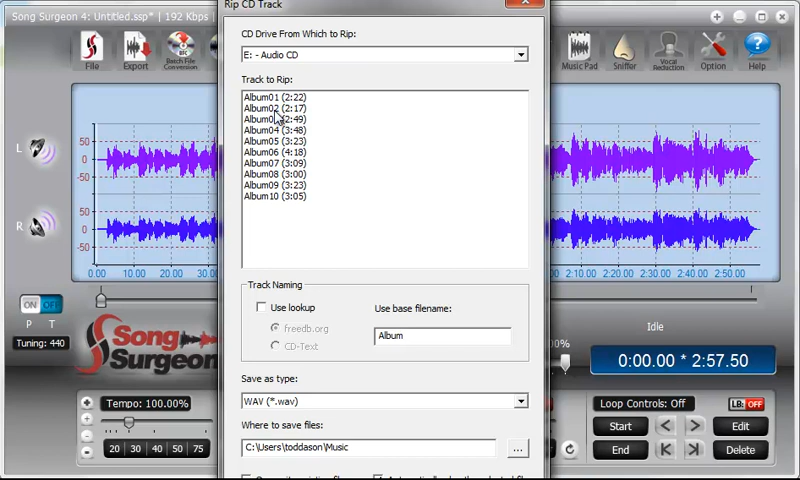 Song Surgeon 4: Untitled.ssp* | 192 Kbps
Rip CD Track
File
Export
Batch File
Conversion
Music Pad
Sniffer
Vocal
Reduction
Option
Help
CD Drive From Which to Rip:
E: - Audio CD
Track to Rip:
Album01 (2:22)
Album02 (2:17)
(2:49)
Album04 (3:48)
Album05 (3:23)
Album06 (4:18)
Album07 (3:09)
Album08 (3:00)
Album09 (3:23)
Album10 (3:05)
L
50
0
-50
R
50
0
-50
0.00 10.00 20.00 30.00
2:10.00 2:20.00 2:30.00 2:40.00 2:50.00
Track Naming
Use lookup
freedb.org
CD-Text
Use base filename:
Album
ON OFF
P T
Tuning: 440
Song
Surgeon
Idle
0:00.00 * 2:57.50
Save as type:
WAV (*.wav)
Where to save files:
C:\Users\toddason\Music
...
Tempo: 100.00%
20 30 40 50 75
Loop Controls: Off
LB: OFF
Start < > Edit
End Delete